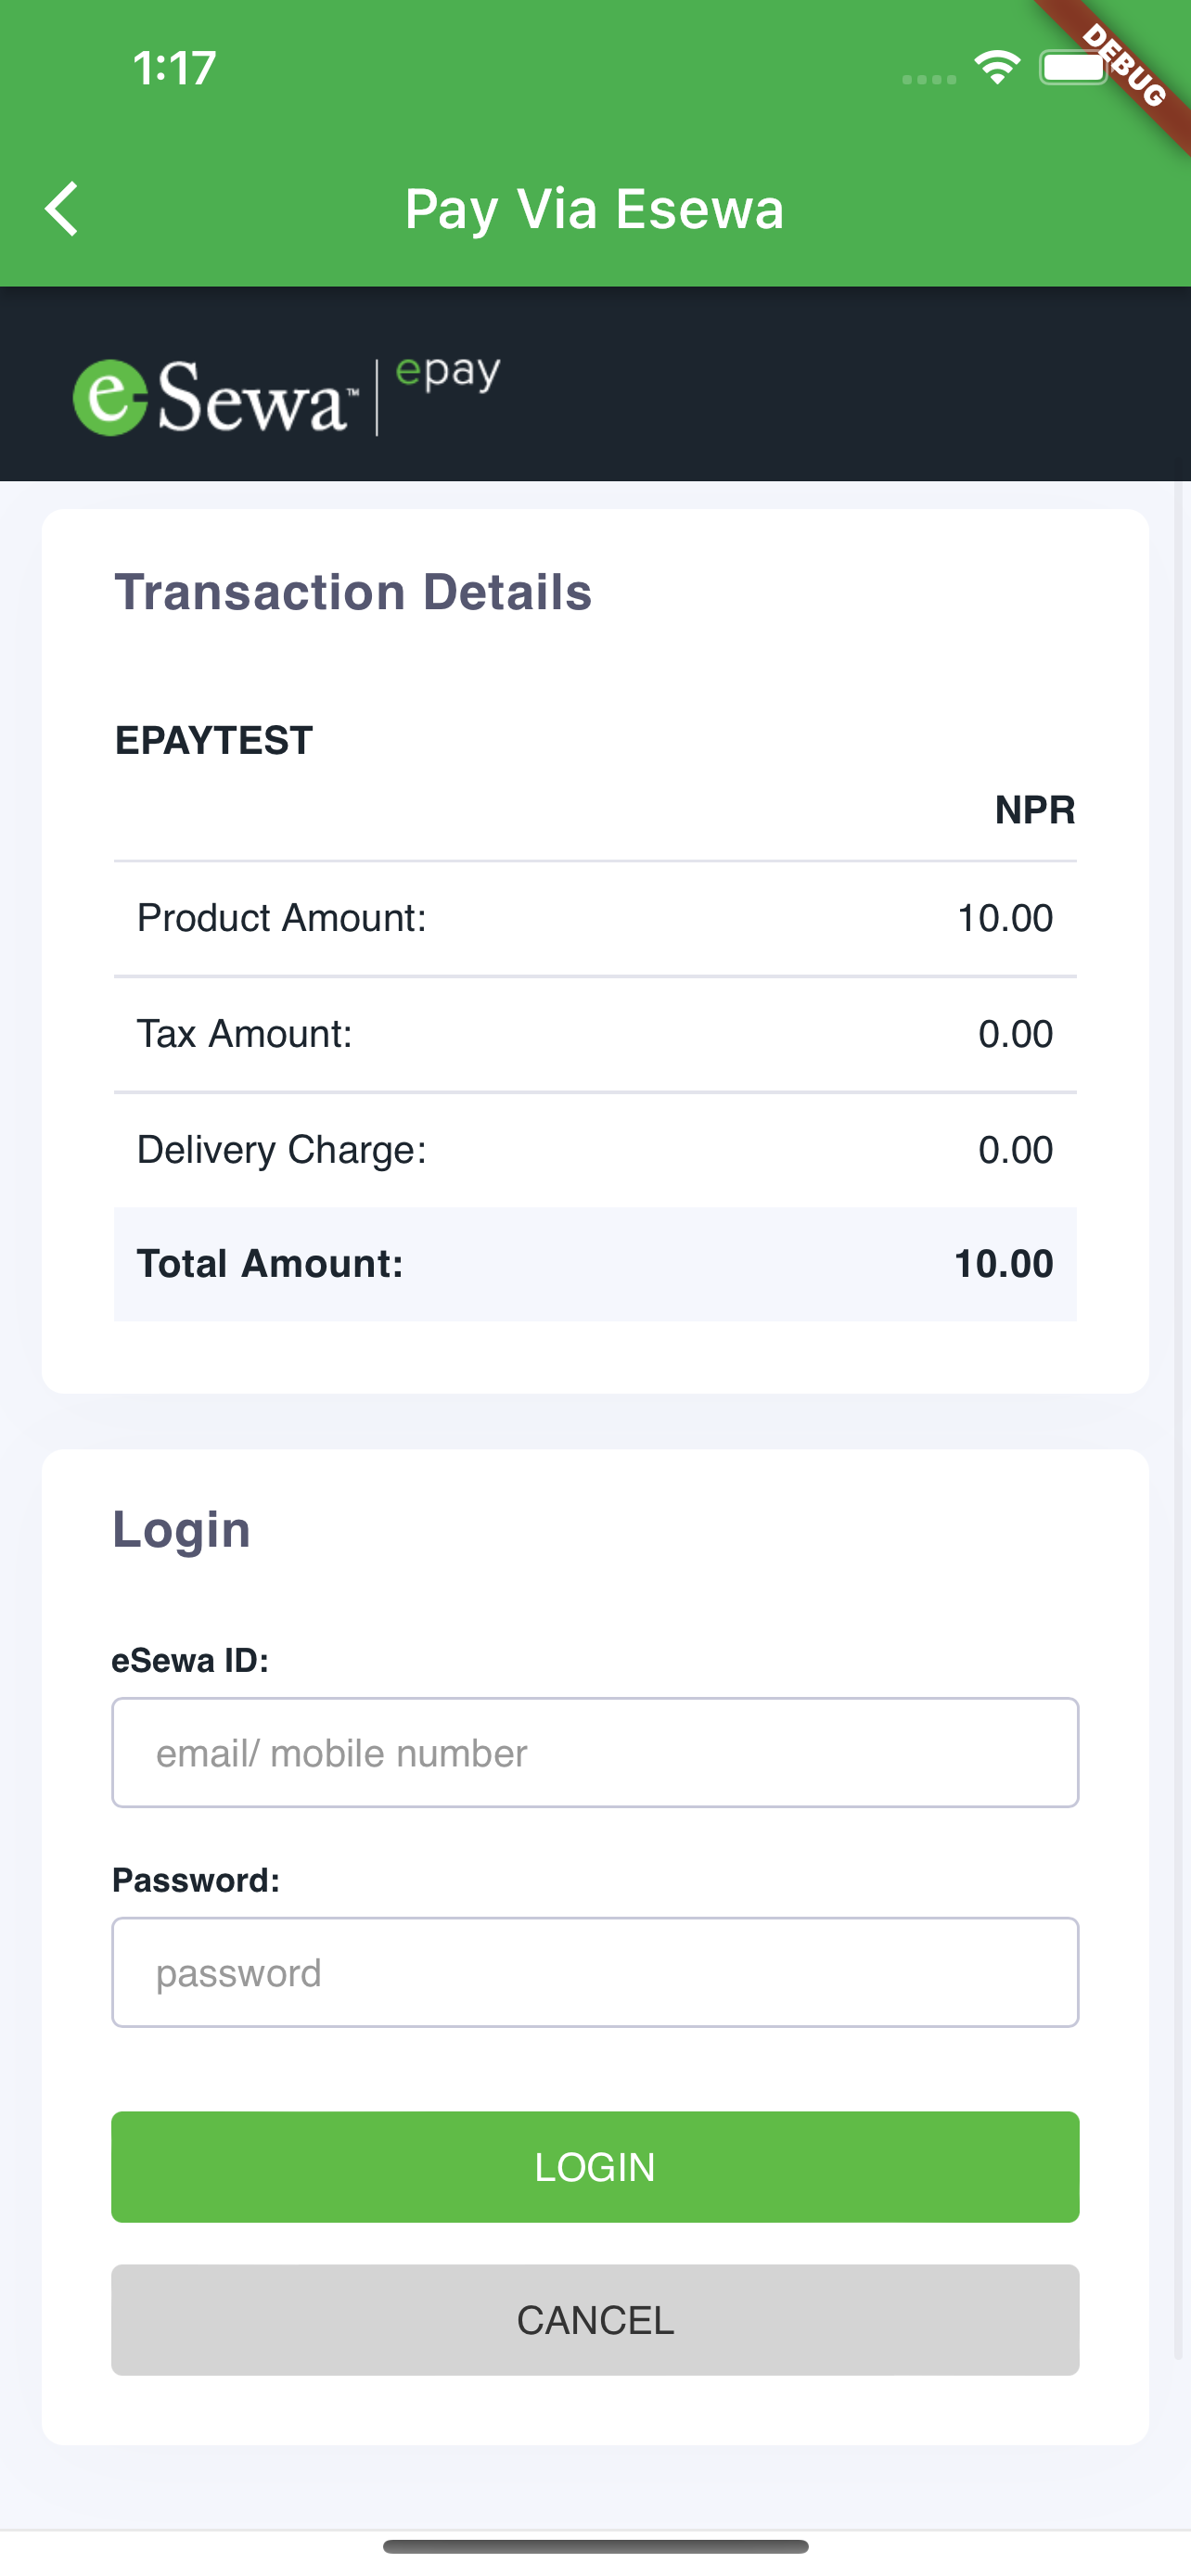 1:17
DEBUG
Pay Via Esewa
eSewa™ epay
Transaction Details
EPAYTEST
NPR
Product Amount: 10.00
Tax Amount: 0.00
Delivery Charge: 0.00
Total Amount: 10.00
Login
eSewa ID:
email/ mobile number
Password:
password
LOGIN
CANCEL